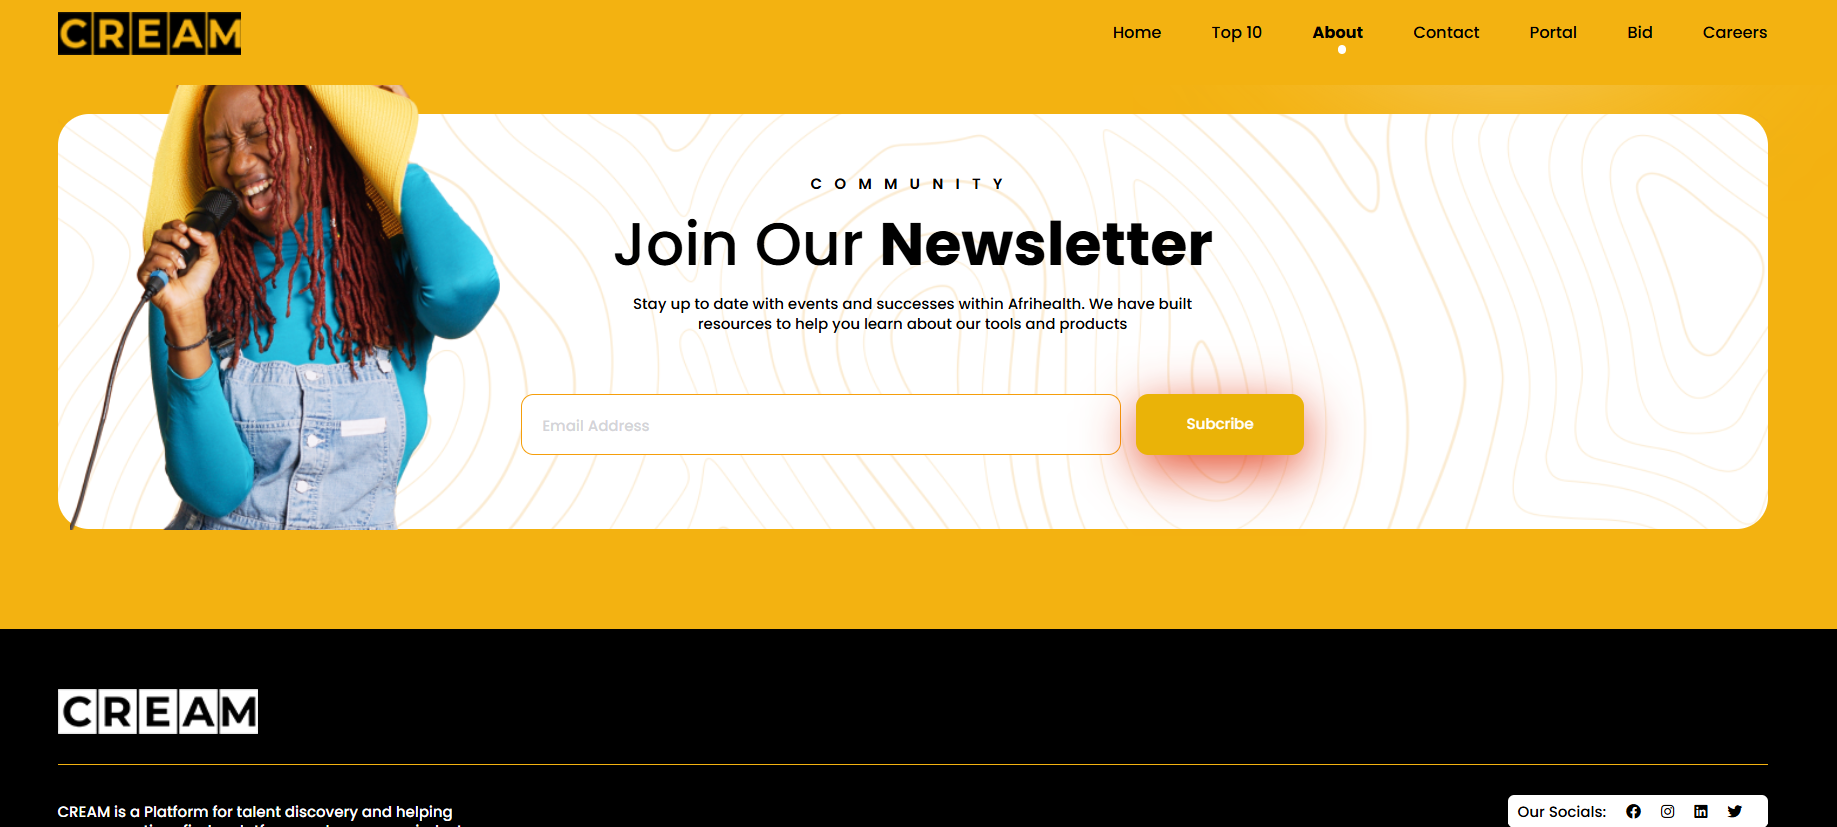 CREAM
Home Top 10 About Contact Portal Bid Careers
COMMUNITY
Join Our Newsletter
Stay up to date with events and successes within Afrihealth. We have built
resources to help you learn about our tools and products
Email Address
Subcribe
CREAM
CREAM is a Platform for talent discovery and helping
Our Socials: